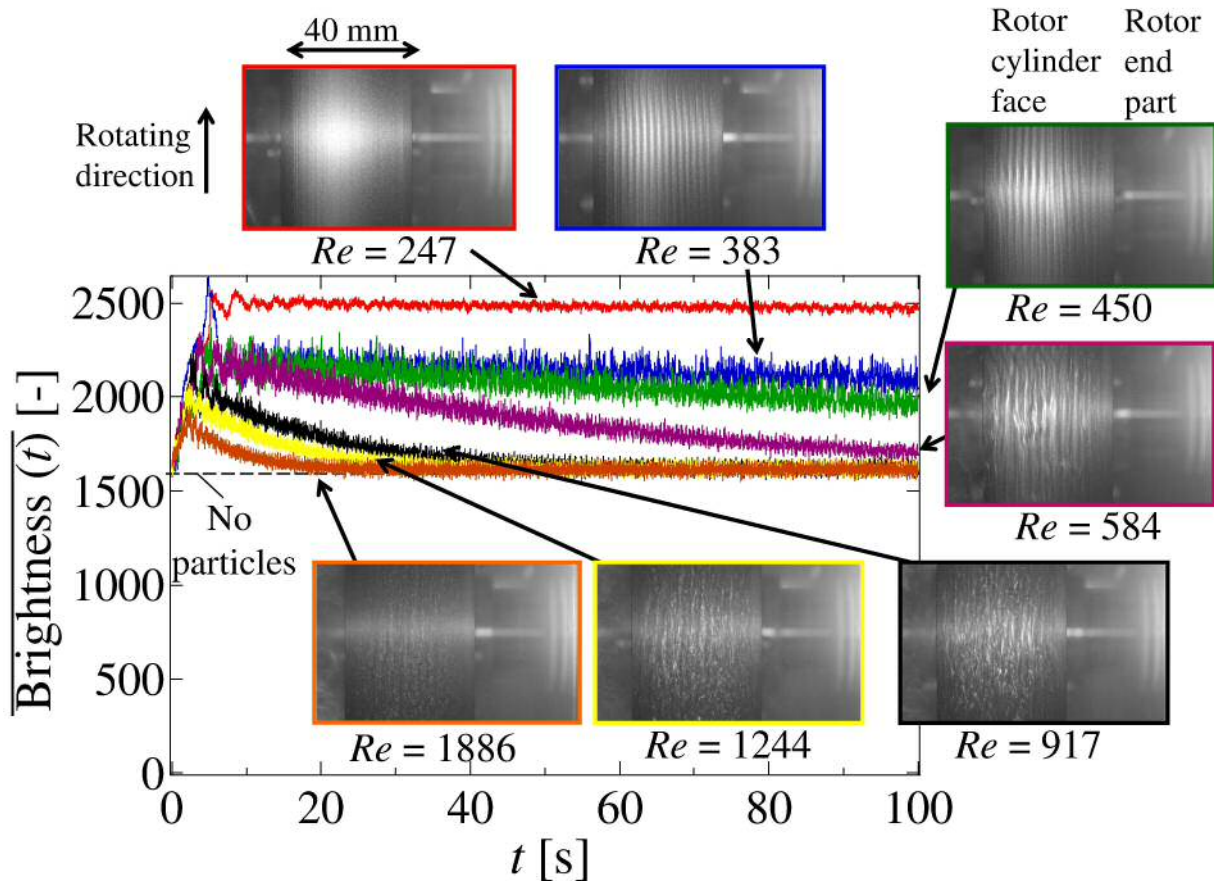 40 mm
Rotor
cylinder
face
Rotor
end
part
Rotating
direction
Re = 247
Re = 383
Re = 450
Re = 584
2500
2000
1500
1000
500
0
Brightness (t) [-]
No
particles
Re = 1886
Re = 1244
Re = 917
0
20
40
60
80
100
t [s]